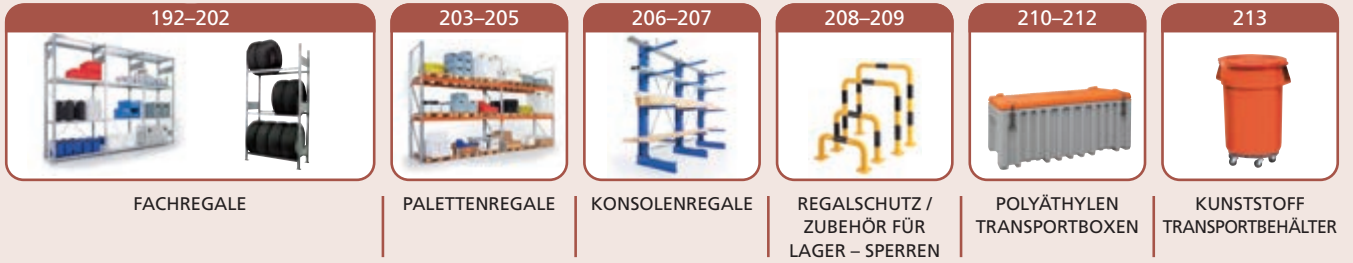 192–202
203–205
206–207
208–209
210–212
213
FACHREGALE
PALETTENREGALE
KONSOLENREGALE
REGALSCHUTZ /
ZUBEHÖR FÜR
LAGER – SPERREN
POLYÄTHYLEN
TRANSPORTBOXEN
KUNSTSTOFF
TRANSPORTBEHÄLTER